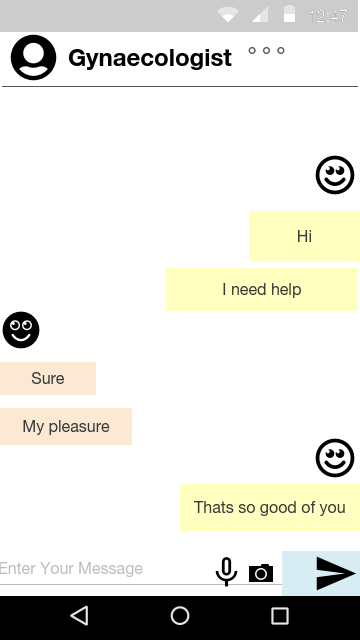 12:47
Gynaecologist
Hi
I need help
Sure
My pleasure
Thats so good of you
Enter Your Message